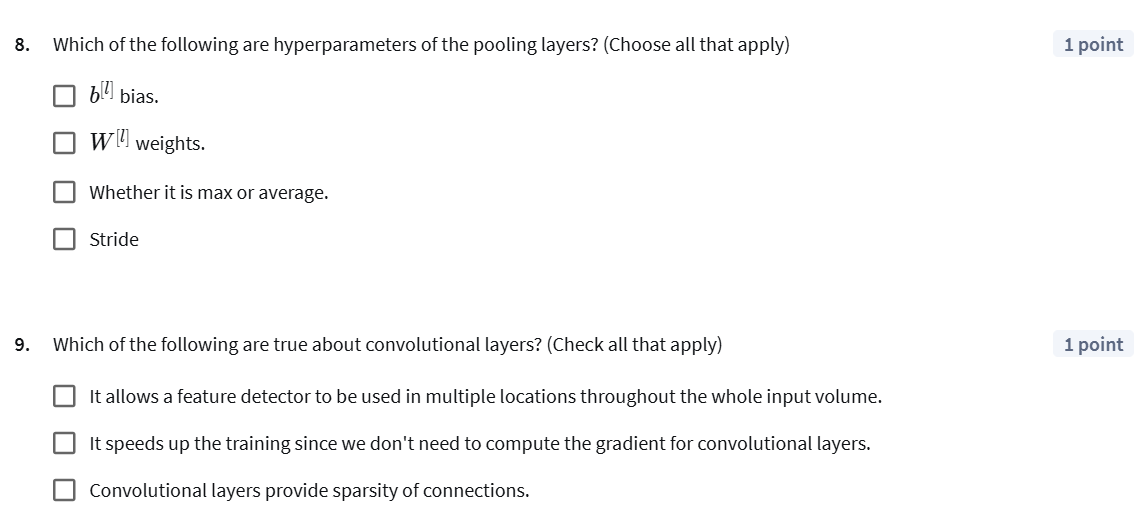 8. Which of the following are hyperparameters of the pooling layers? (Choose all that apply) 1 point
b^[l] bias.
W^[l] weights.
Whether it is max or average.
Stride
9. Which of the following are true about convolutional layers? (Check all that apply) 1 point
It allows a feature detector to be used in multiple locations throughout the whole input volume.
It speeds up the training since we don't need to compute the gradient for convolutional layers.
Convolutional layers provide sparsity of connections.